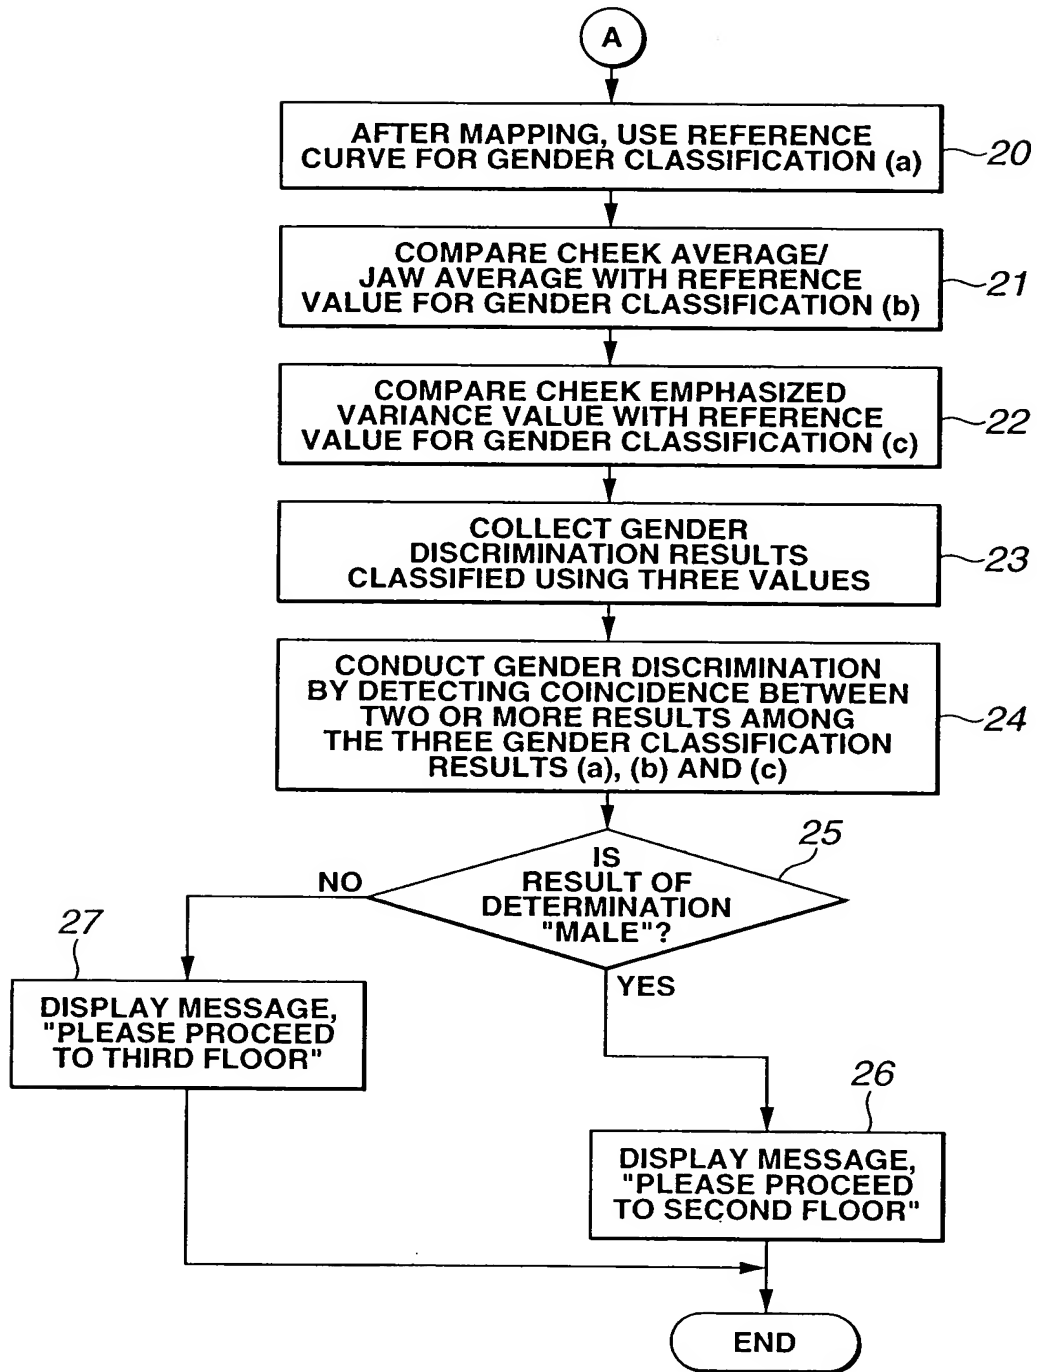 A
AFTER MAPPING, USE REFERENCE
CURVE FOR GENDER CLASSIFICATION (a)
20
COMPARE CHEEK AVERAGE/
JAW AVERAGE WITH REFERENCE
VALUE FOR GENDER CLASSIFICATION (b)
21
COMPARE CHEEK EMPHASIZED
VARIANCE VALUE WITH REFERENCE
VALUE FOR GENDER CLASSIFICATION (c)
22
COLLECT GENDER
DISCRIMINATION RESULTS
CLASSIFIED USING THREE VALUES
23
CONDUCT GENDER DISCRIMINATION
BY DETECTING COINCIDENCE BETWEEN
TWO OR MORE RESULTS AMONG
THE THREE GENDER CLASSIFICATION
RESULTS (a), (b) AND (c)
24
25
IS
RESULT OF
DETERMINATION
"MALE"?
NO
YES
27
DISPLAY MESSAGE,
"PLEASE PROCEED
TO THIRD FLOOR"
26
DISPLAY MESSAGE,
"PLEASE PROCEED
TO SECOND FLOOR"
END